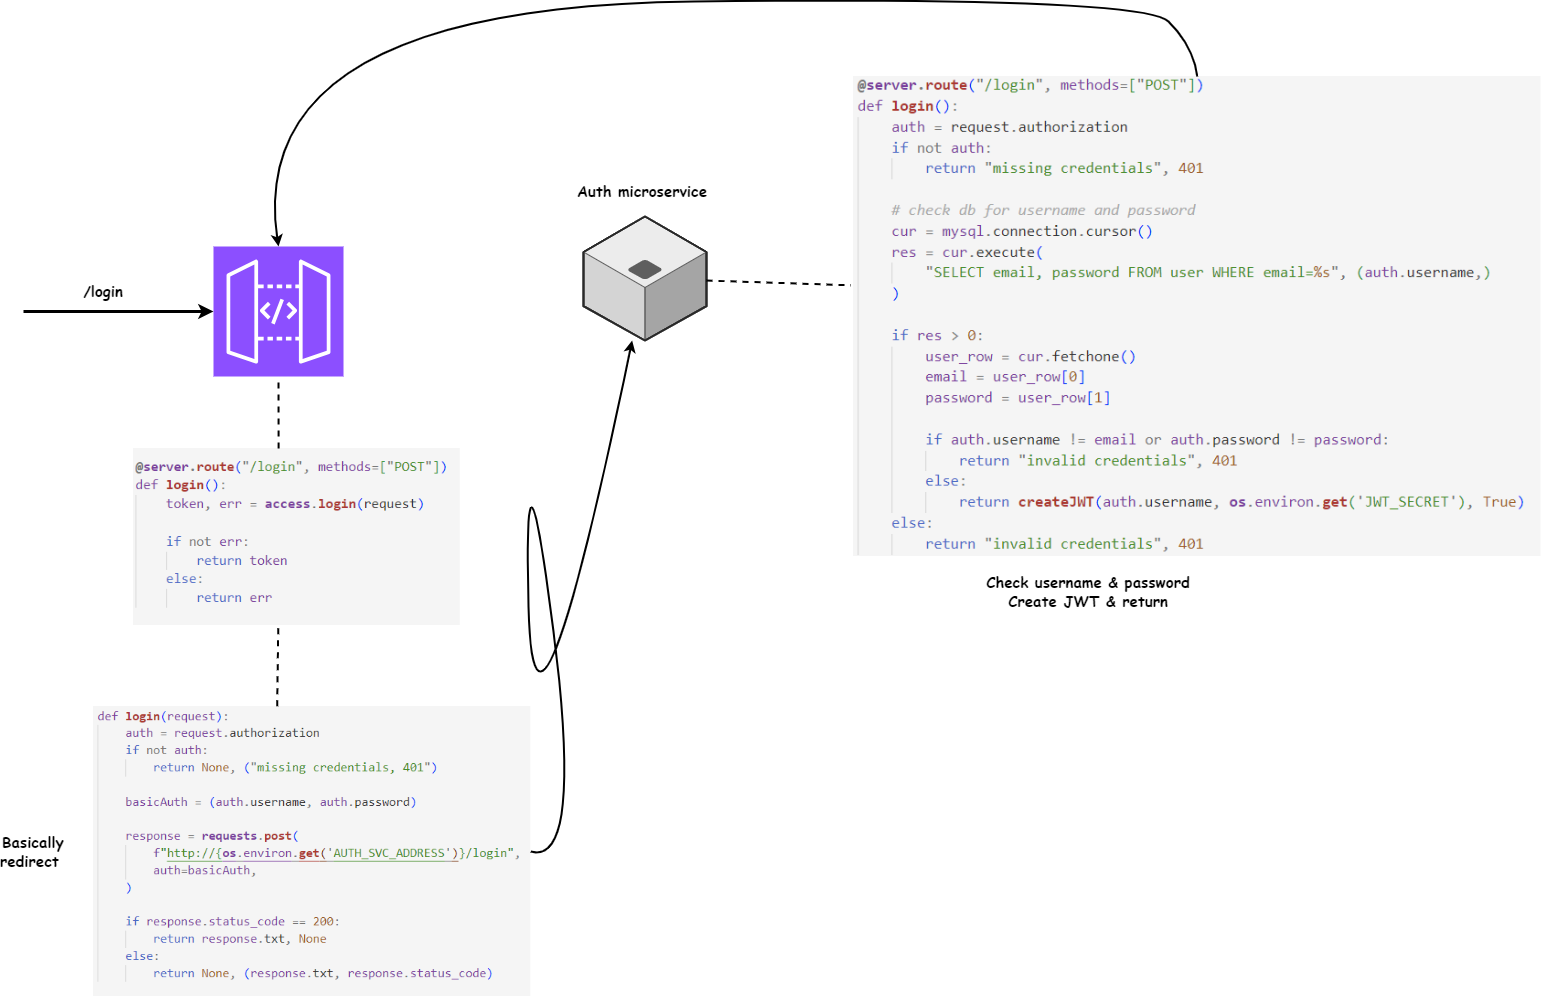 /login
@server.route("/login", methods=["POST"])
def login():
    token, err = access.login(request)
    if not err:
        return token
    else:
        return err
Basically
redirect
def login(request):
    auth = request.authorization
    if not auth:
        return None, ("missing credentials, 401")
    basicAuth = (auth.username, auth.password)
    response = requests.post(
        f"http://{os.environ.get('AUTH_SVC_ADDRESS')}/login",
        auth=basicAuth,
    )
    if response.status_code == 200:
        return response.txt, None
    else:
        return None, (response.txt, response.status_code)
Auth microservice
@server.route("/login", methods=["POST"])
def login():
    auth = request.authorization
    if not auth:
        return "missing credentials", 401
    # check db for username and password
    cur = mysql.connection.cursor()
    res = cur.execute(
        "SELECT email, password FROM user WHERE email=%s", (auth.username,)
    )
    if res > 0:
        user_row = cur.fetchone()
        email = user_row[0]
        password = user_row[1]
        if auth.username != email or auth.password != password:
            return "invalid credentials", 401
        else:
            return createJWT(auth.username, os.environ.get('JWT_SECRET'), True)
    else:
        return "invalid credentials", 401
Check username & password
Create JWT & return